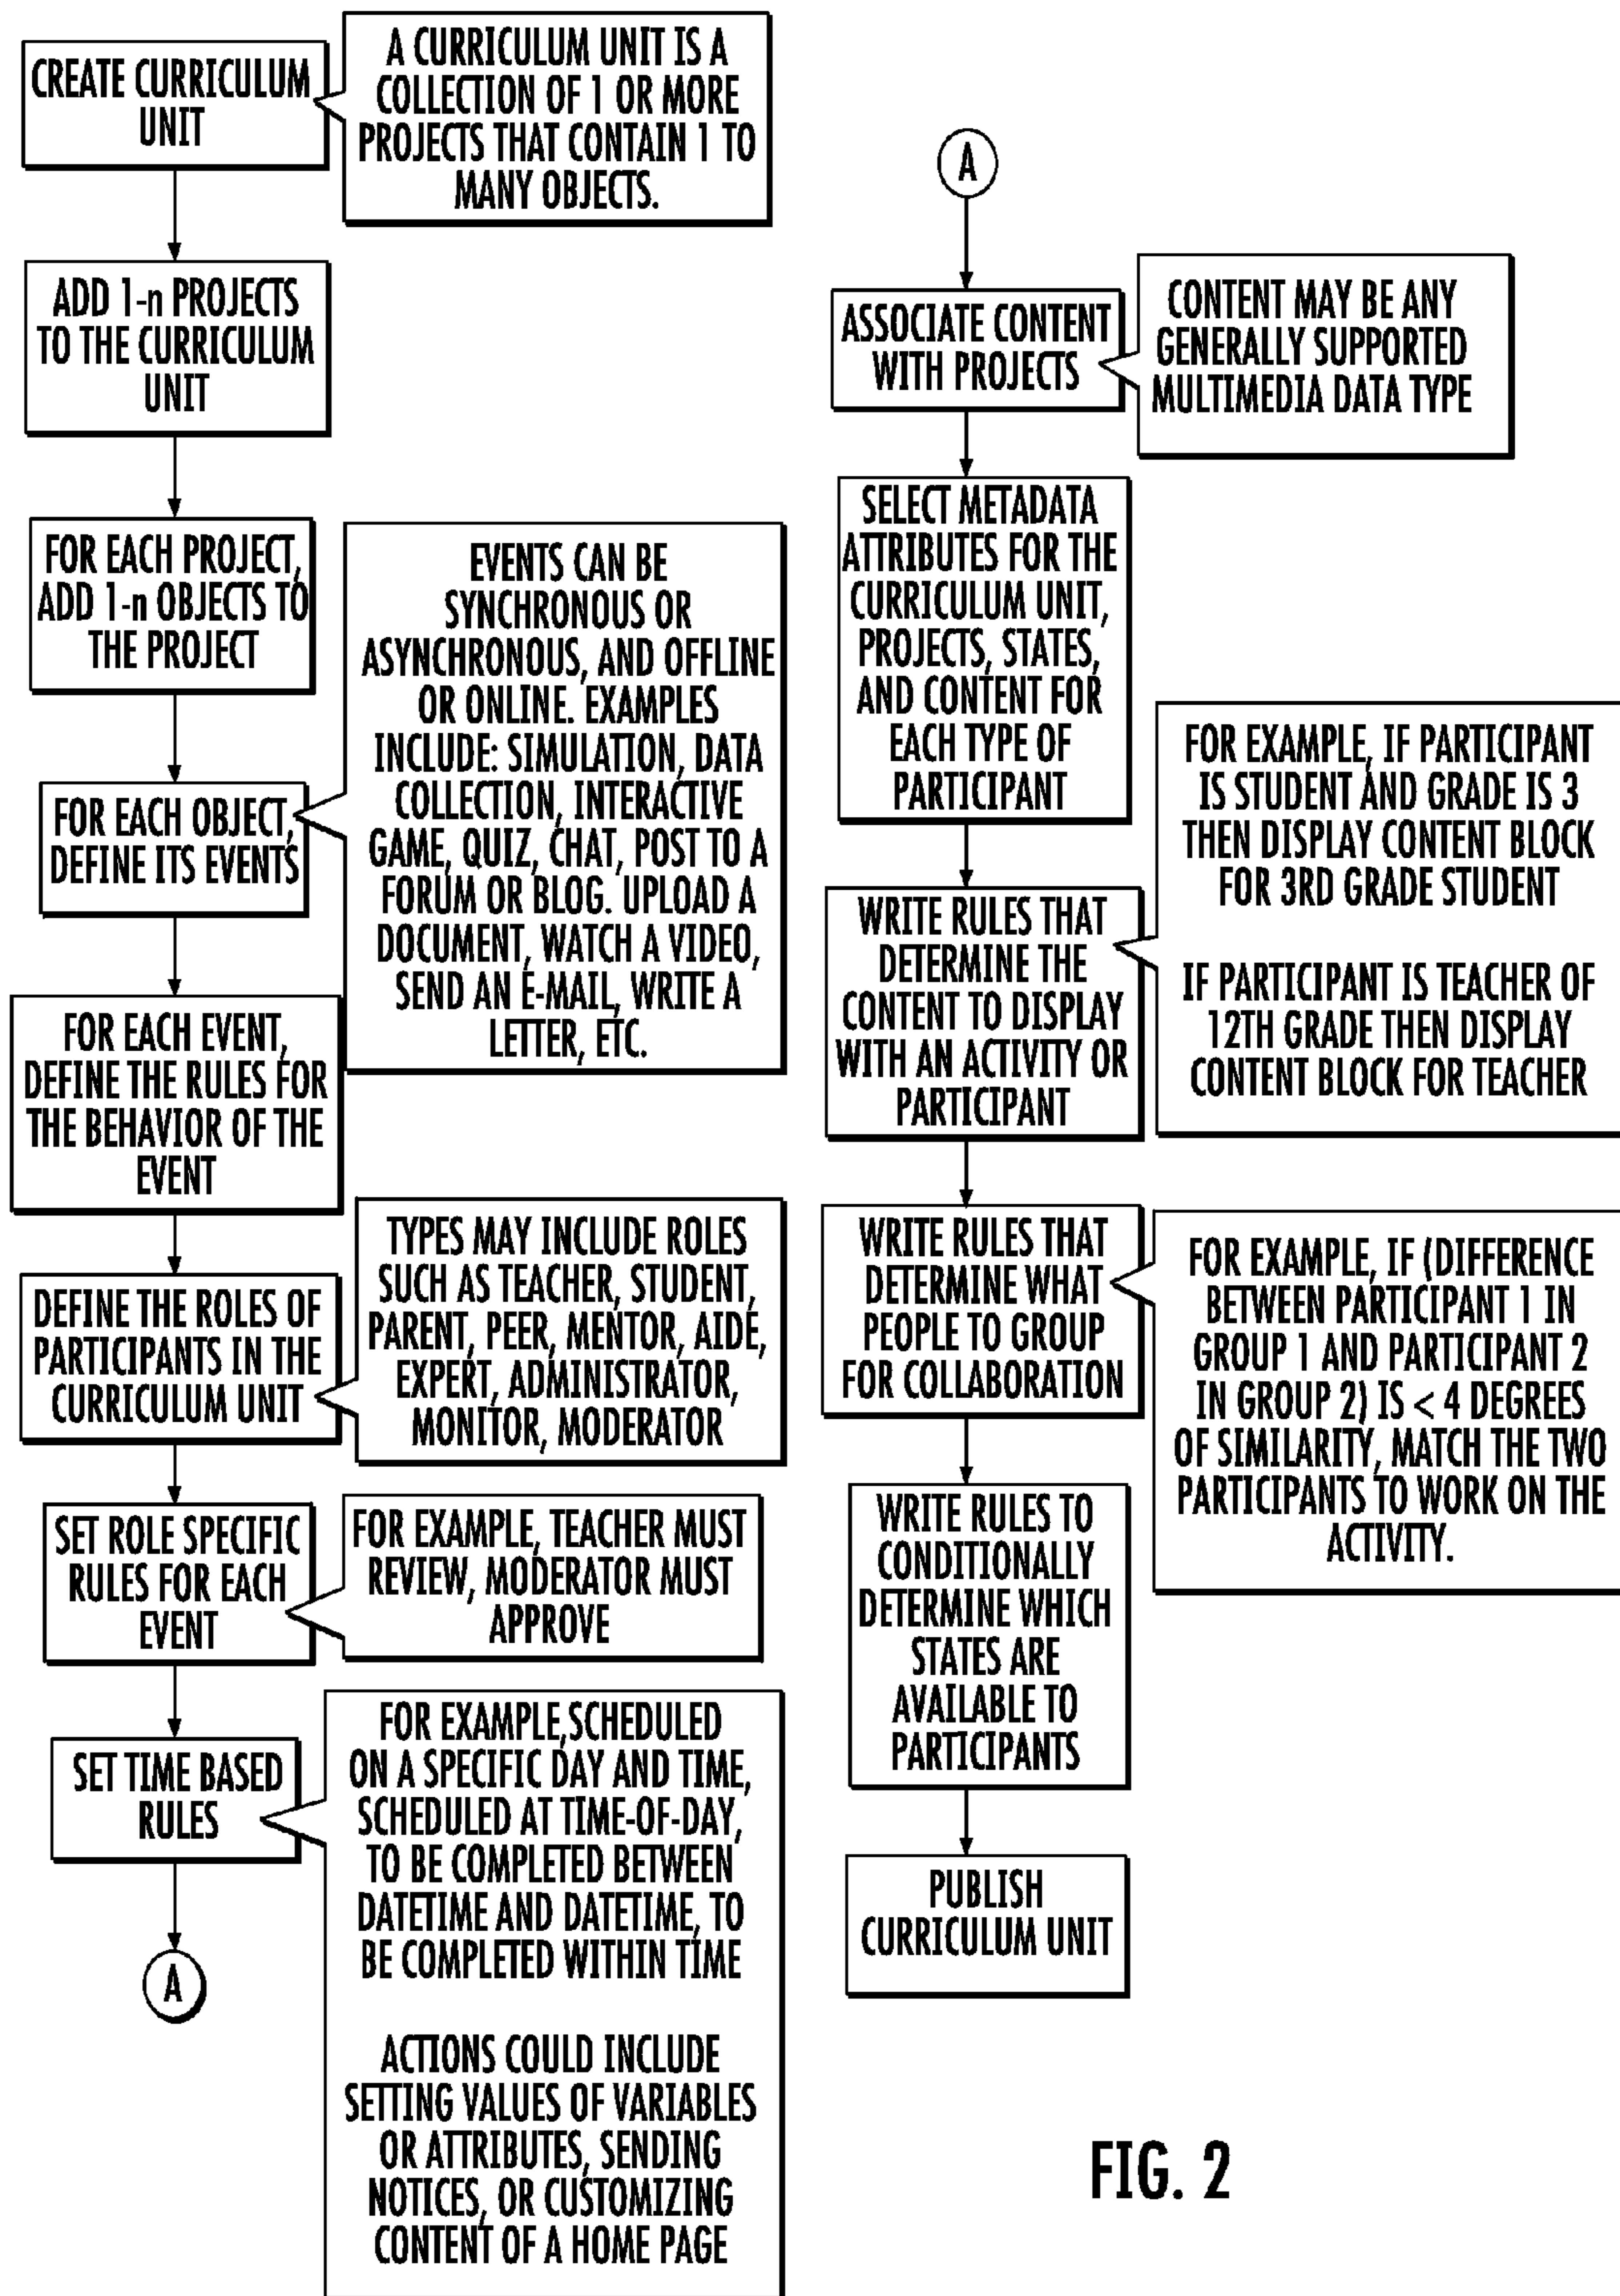 CREATE CURRICULUM
UNIT
A CURRICULUM UNIT IS A
COLLECTION OF 1 OR MORE
PROJECTS THAT CONTAIN 1 TO
MANY OBJECTS.
ADD 1-n PROJECTS
TO THE CURRICULUM
UNIT
FOR EACH PROJECT,
ADD 1-n OBJECTS TO
THE PROJECT
FOR EACH OBJECT,
DEFINE ITS EVENTS
EVENTS CAN BE
SYNCHRONOUS OR
ASYNCHRONOUS, AND OFFLINE
OR ONLINE. EXAMPLES
INCLUDE: SIMULATION, DATA
COLLECTION, INTERACTIVE
GAME, QUIZ, CHAT, POST TO A
FORUM OR BLOG. UPLOAD A
DOCUMENT, WATCH A VIDEO,
SEND AN E-MAIL, WRITE A
LETTER, ETC.
FOR EACH EVENT,
DEFINE THE RULES FOR
THE BEHAVIOR OF THE
EVENT
DEFINE THE ROLES OF
PARTICIPANTS IN THE
CURRICULUM UNIT
TYPES MAY INCLUDE ROLES
SUCH AS TEACHER, STUDENT,
PARENT, PEER, MENTOR, AIDE,
EXPERT, ADMINISTRATOR,
MONITOR, MODERATOR
SET ROLE SPECIFIC
RULES FOR EACH
EVENT
FOR EXAMPLE, TEACHER MUST
REVIEW, MODERATOR MUST
APPROVE
SET TIME BASED
RULES
FOR EXAMPLE,SCHEDULED
ON A SPECIFIC DAY AND TIME,
SCHEDULED AT TIME-OF-DAY,
TO BE COMPLETED BETWEEN
DATETIME AND DATETIME, TO
BE COMPLETED WITHIN TIME
ACTIONS COULD INCLUDE
SETTING VALUES OF VARIABLES
OR ATTRIBUTES, SENDING
NOTICES, OR CUSTOMIZING
CONTENT OF A HOME PAGE
A
A
ASSOCIATE CONTENT
WITH PROJECTS
CONTENT MAY BE ANY
GENERALLY SUPPORTED
MULTIMEDIA DATA TYPE
SELECT METADATA
ATTRIBUTES FOR THE
CURRICULUM UNIT,
PROJECTS, STATES,
AND CONTENT FOR
EACH TYPE OF
PARTICIPANT
WRITE RULES THAT
DETERMINE THE
CONTENT TO DISPLAY
WITH AN ACTIVITY OR
PARTICIPANT
FOR EXAMPLE, IF PARTICIPANT
IS STUDENT AND GRADE IS 3
THEN DISPLAY CONTENT BLOCK
FOR 3RD GRADE STUDENT
IF PARTICIPANT IS TEACHER OF
12TH GRADE THEN DISPLAY
CONTENT BLOCK FOR TEACHER
WRITE RULES THAT
DETERMINE WHAT
PEOPLE TO GROUP
FOR COLLABORATION
FOR EXAMPLE, IF (DIFFERENCE
BETWEEN PARTICIPANT 1 IN
GROUP 1 AND PARTICIPANT 2
IN GROUP 2) IS < 4 DEGREES
OF SIMILARITY, MATCH THE TWO
PARTICIPANTS TO WORK ON THE
ACTIVITY.
WRITE RULES TO
CONDITIONALLY
DETERMINE WHICH
STATES ARE
AVAILABLE TO
PARTICIPANTS
PUBLISH
CURRICULUM UNIT
FIG. 2